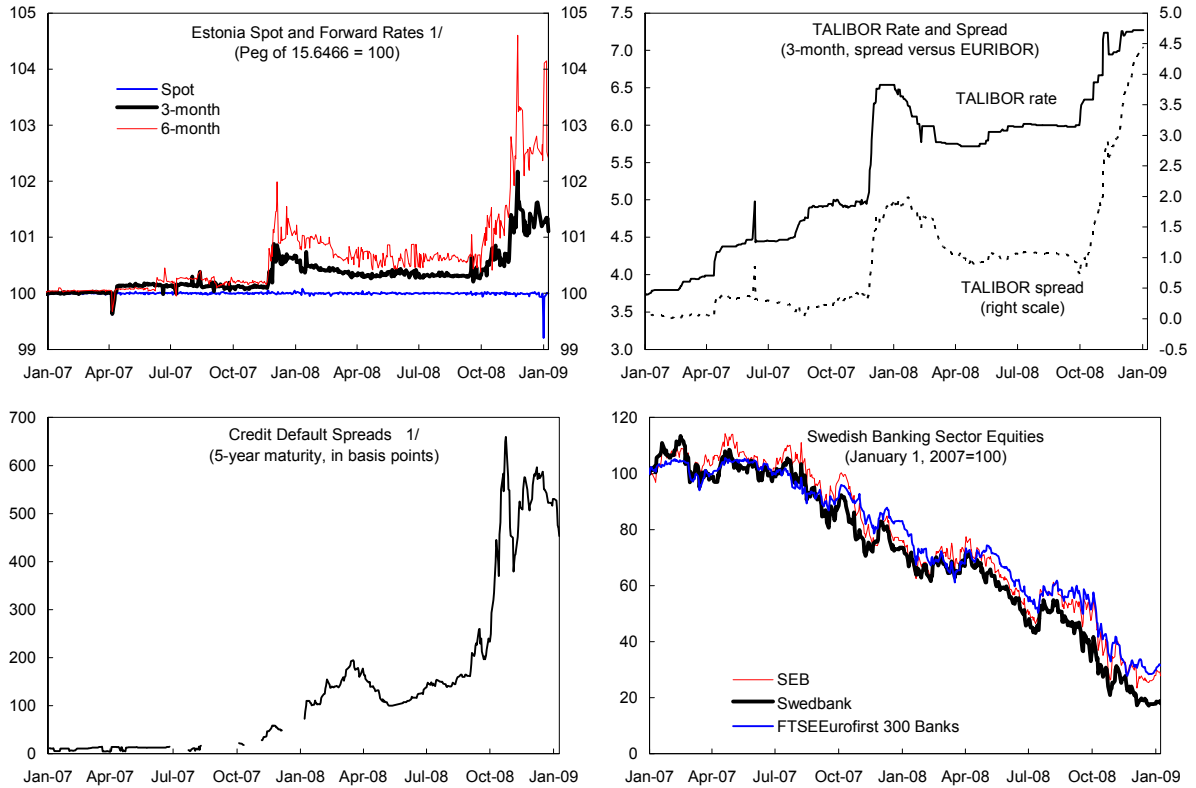 Estonia Spot and Forward Rates 1/
(Peg of 15.6466 = 100)
Spot
3-month
6-month
105
104
103
102
101
100
99
105
104
103
102
101
100
99
Jan-07 Apr-07 Jul-07 Oct-07 Jan-08 Apr-08 Jul-08 Oct-08 Jan-09
TALIBOR Rate and Spread
(3-month, spread versus EURIBOR)
TALIBOR rate
TALIBOR spread
(right scale)
7.5
7.0
6.5
6.0
5.5
5.0
4.5
4.0
3.5
3.0
5.0
4.5
4.0
3.5
3.0
2.5
2.0
1.5
1.0
0.5
0.0
-0.5
Jan-07 Apr-07 Jul-07 Oct-07 Jan-08 Apr-08 Jul-08 Oct-08 Jan-09
Credit Default Spreads 1/
(5-year maturity, in basis points)
700
600
500
400
300
200
100
0
Jan-07 Apr-07 Jul-07 Oct-07 Jan-08 Apr-08 Jul-08 Oct-08 Jan-09
Swedish Banking Sector Equities
(January 1, 2007=100)
SEB
Swedbank
FTSEEurofirst 300 Banks
120
100
80
60
40
20
0
Jan-07 Apr-07 Jul-07 Oct-07 Jan-08 Apr-08 Jul-08 Oct-08 Jan-09